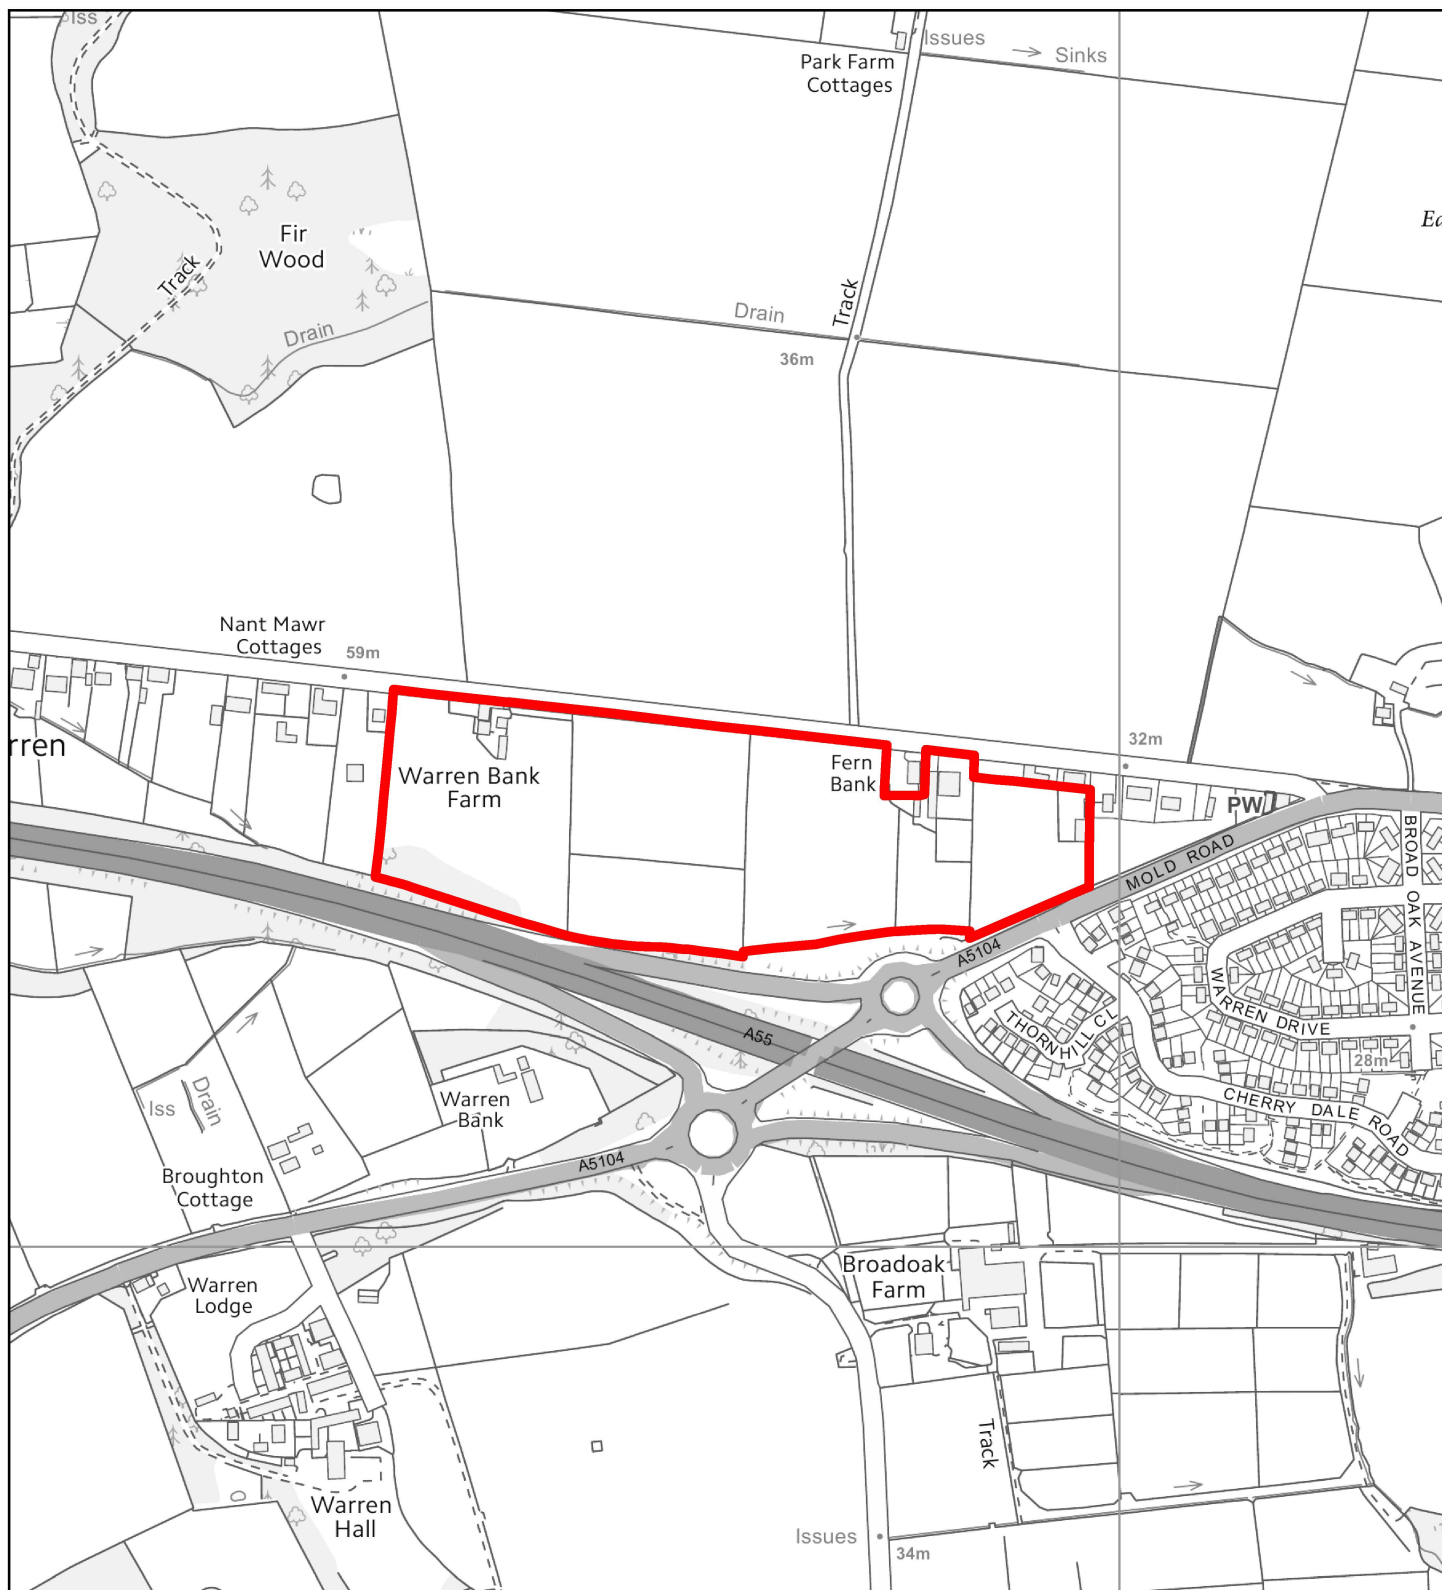 Iss
Issues
Sinks
Park Farm
Cottages
Fir
Wood
Track
Drain
Drain
Track
36m
Nant Mawr
Cottages
59m
32m
Warren Bank
Farm
Fern
Bank
PW
MOLD ROAD
BROAD OAK AVENUE
A5104
WARREN DRIVE
THORNHILL CL
28m
A55
CHERRY DALE ROAD
Iss
Drain
Warren
Bank
A5104
Broughton
Cottage
Warren
Lodge
Broadoak
Farm
Track
Warren
Hall
Issues
34m